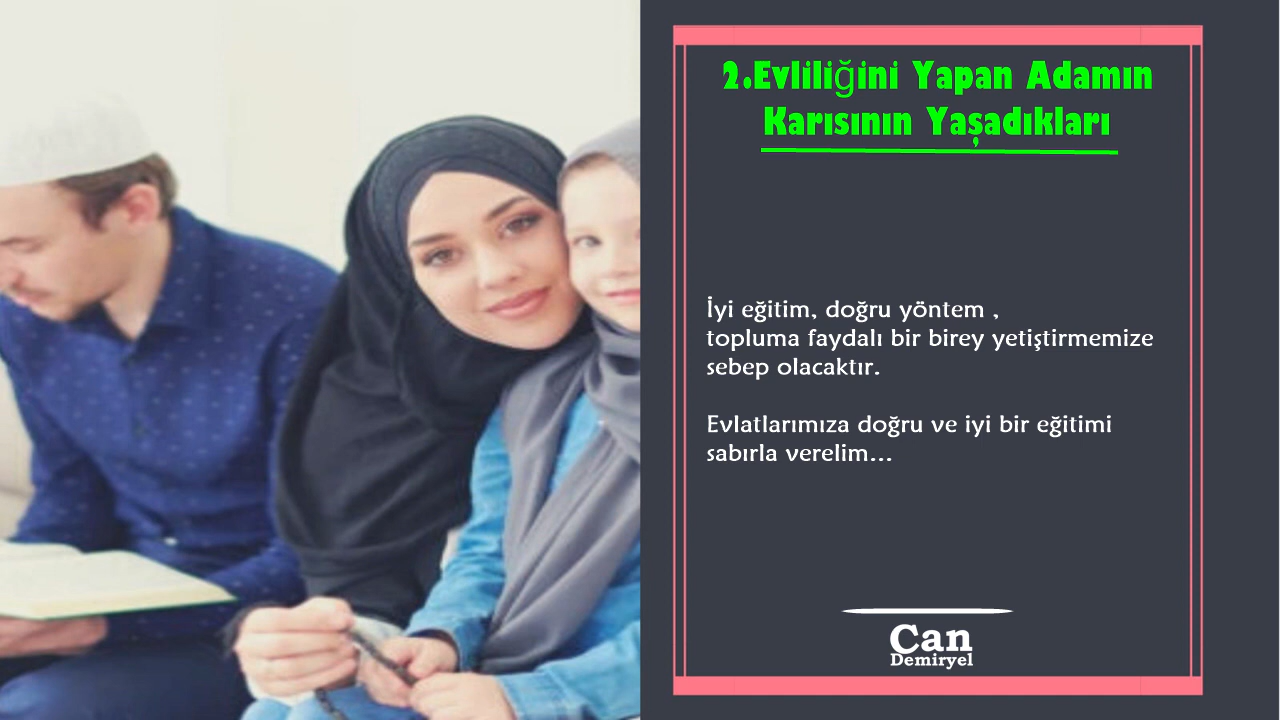 2.Evliliğini Yapan Adamın
Karısının Yaşadıkları
İyi eğitim, doğru yöntem ,
topluma faydalı bir birey yetiştirmemize
sebep olacaktır.
Evlatlarımıza doğru ve iyi bir eğitimi
sabırla verelim...
Can
Demiryel